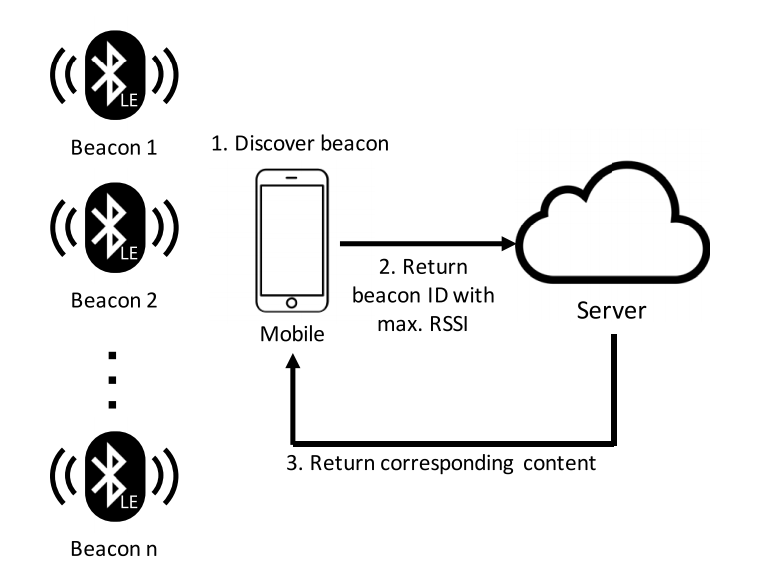 LE
Beacon 1
1. Discover beacon
LE
Beacon 2
Mobile
2. Return
beacon ID with
max. RSSI
Server
3. Return corresponding content
LE
Beacon n